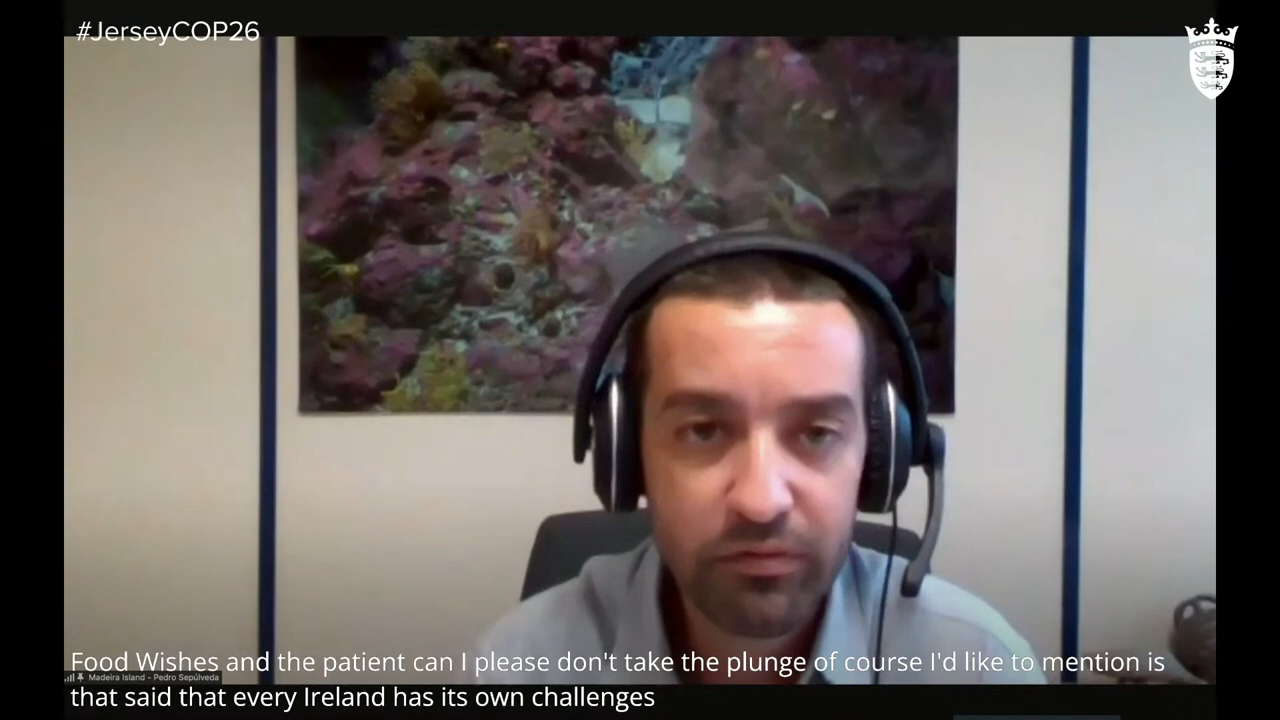 #JerseyCOP26
Food Wishes and the patient can I please don't take the plunge of course I'd like to mention is
Madeira Island - Pedro Sepúlveda
that said that every Ireland has its own challenges